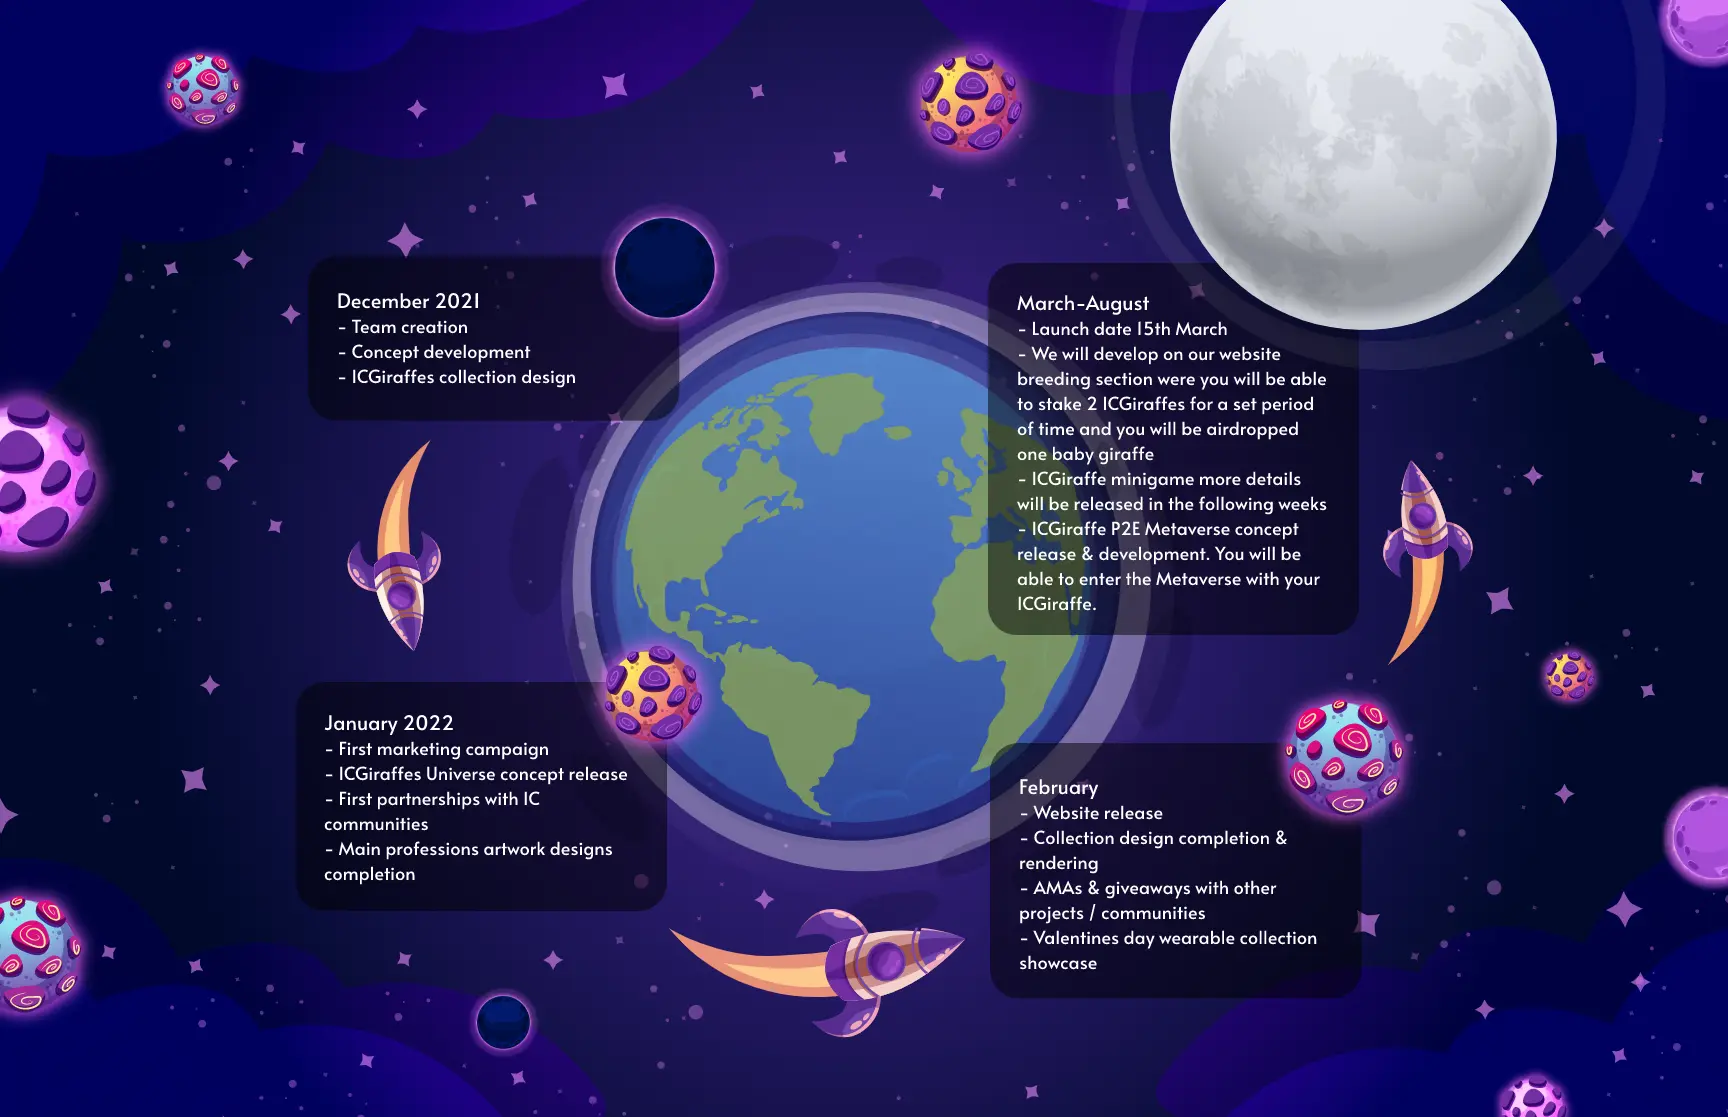 December 2021
- Team creation
- Concept development
- ICGiraffes collection design
January 2022
- First marketing campaign
- ICGiraffes Universe concept release
- First partnerships with IC
communities
- Main professions artwork designs
completion
February
- Website release
- Collection design completion &
rendering
- AMAs & giveaways with other
projects / communities
- Valentines day wearable collection
showcase
March-August
- Launch date 15th March
- We will develop on our website
breeding section were you will be able
to stake 2 ICGiraffes for a set period
of time and you will be airdropped
one baby giraffe
- ICGiraffe minigame more details
will be released in the following weeks
- ICGiraffe P2E Metaverse concept
release & development. You will be
able to enter the Metaverse with your
ICGiraffe.